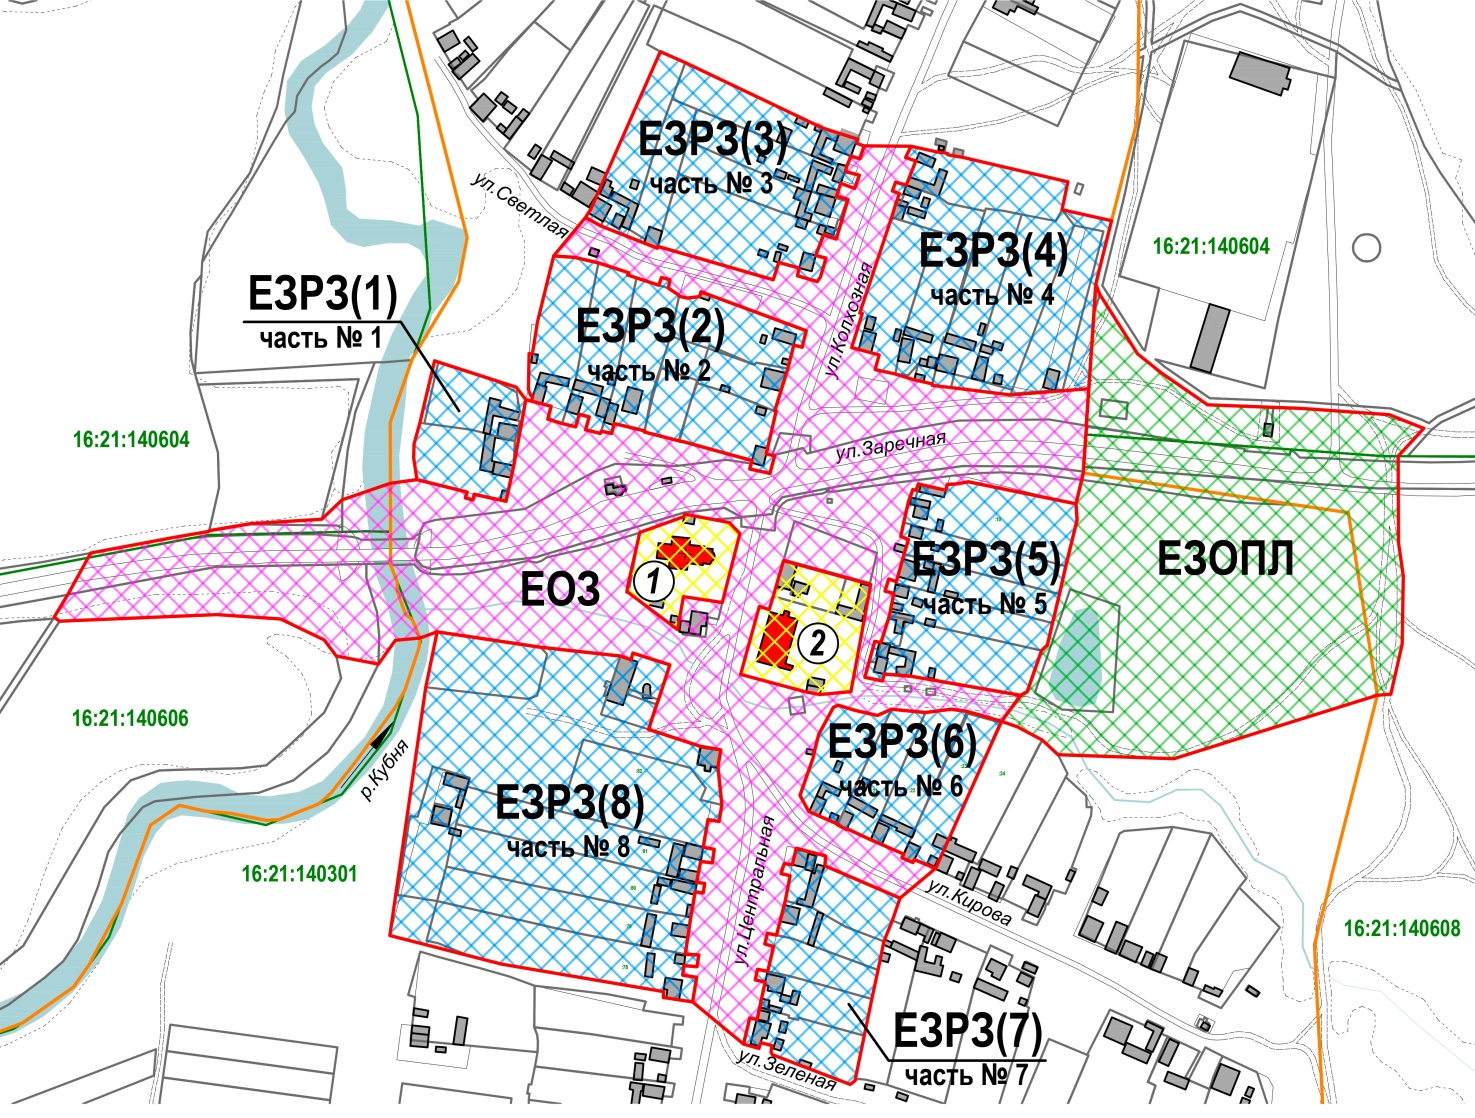 ЕЗРЗ(3)
часть № 3
ул.Светлая
ЕЗРЗ(4)
часть № 4
16:21:140604
ЕЗРЗ(1)
часть № 1
ЕЗРЗ(2)
часть № 2
ул.Колхозная
16:21:140604
ул.Заречная
ЕОЗ
1
2
ЕЗРЗ(5)
часть № 5
ЕЗОПЛ
16:21:140606
р.Кубня
ЕЗРЗ(6)
часть № 6
ЕЗРЗ(8)
часть № 8
16:21:140301
ул.Центральная
ул.Кирова
16:21:140608
ЕЗРЗ(7)
часть № 7
ул.Зеленая